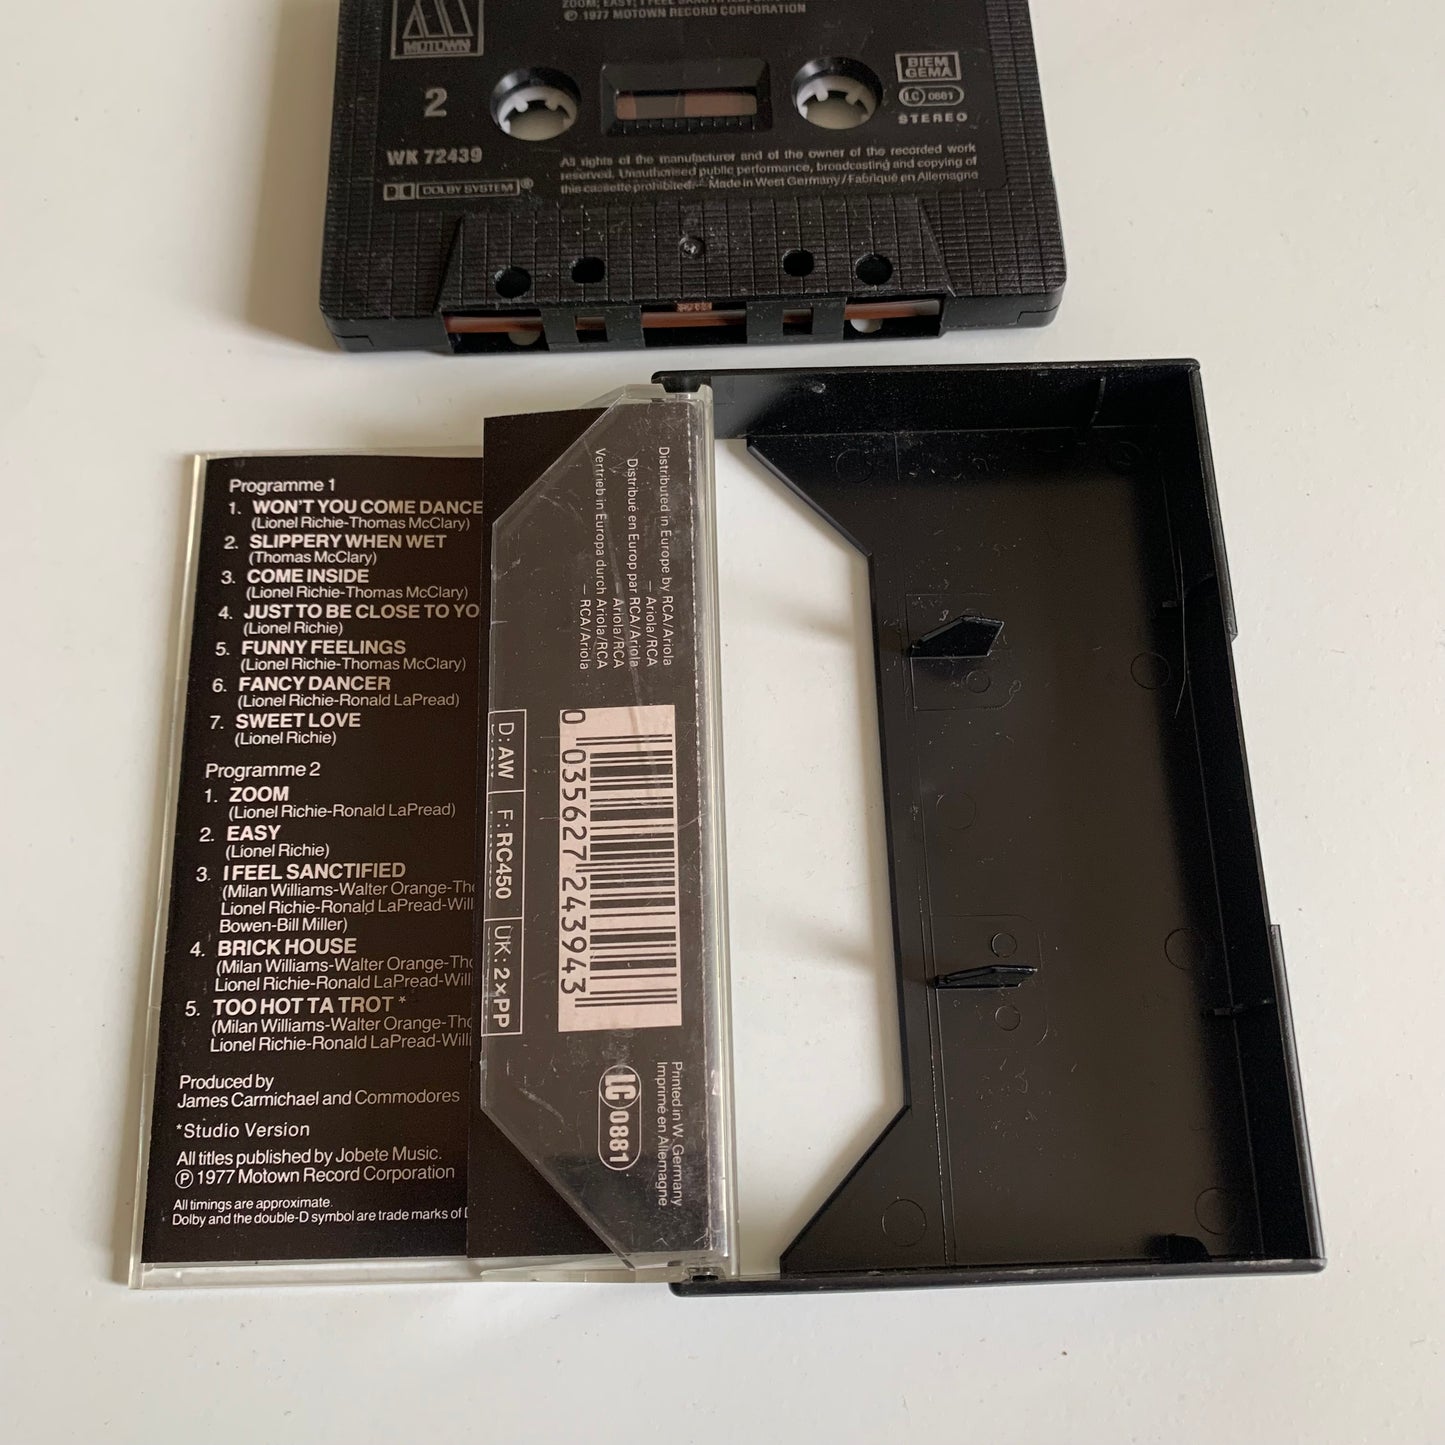 © 1977 MOTOWN RECORD CORPORATION
MOTOWN
2
BIEM
GEMA
LC 0881
STEREO
WK 72439
DOLBY SYSTEM ®
All rights of the manufacturer and of the owner of the recorded work
reserved. Unauthorised public performance, broadcasting and copying of
this cassette prohibited. – Made in West Germany / Fabriqué en Allemagne
Programme 1
1. WON'T YOU COME DANCE
(Lionel Richie-Thomas McClary)
2. SLIPPERY WHEN WET
(Thomas McClary)
3. COME INSIDE
(Lionel Richie-Thomas McClary)
4. JUST TO BE CLOSE TO YO
(Lionel Richie)
5. FUNNY FEELINGS
(Lionel Richie-Thomas McClary)
6. FANCY DANCER
(Lionel Richie-Ronald LaPread)
7. SWEET LOVE
(Lionel Richie)
Programme 2
1. ZOOM
(Lionel Richie-Ronald LaPread)
2. EASY
(Lionel Richie)
3. I FEEL SANCTIFIED
(Milan Williams-Walter Orange-Tho
Lionel Richie-Ronald LaPread-Will
Bowen-Bill Miller)
4. BRICK HOUSE
(Milan Williams-Walter Orange-Tho
Lionel Richie-Ronald LaPread-Will
5. TOO HOT TA TROT *
(Milan Williams-Walter Orange-Tho
Lionel Richie-Ronald LaPread-Willi
Produced by
James Carmichael and Commodores
*Studio Version
All titles published by Jobete Music.
Ⓟ 1977 Motown Record Corporation
All timings are approximate.
Dolby and the double-D symbol are trade marks of D
Distributed in Europe by RCA/Ariola
– Ariola/RCA
Distribué en Europ par RCA/Ariola
– Ariola/RCA
Vertrieb in Europa durch Ariola/RCA
– RCA/Ariola
0 035627 243943
D: AW F: RC450 UK: 2×PP
Printed in W. Germany
Imprimé en Allemagne
LC 0881